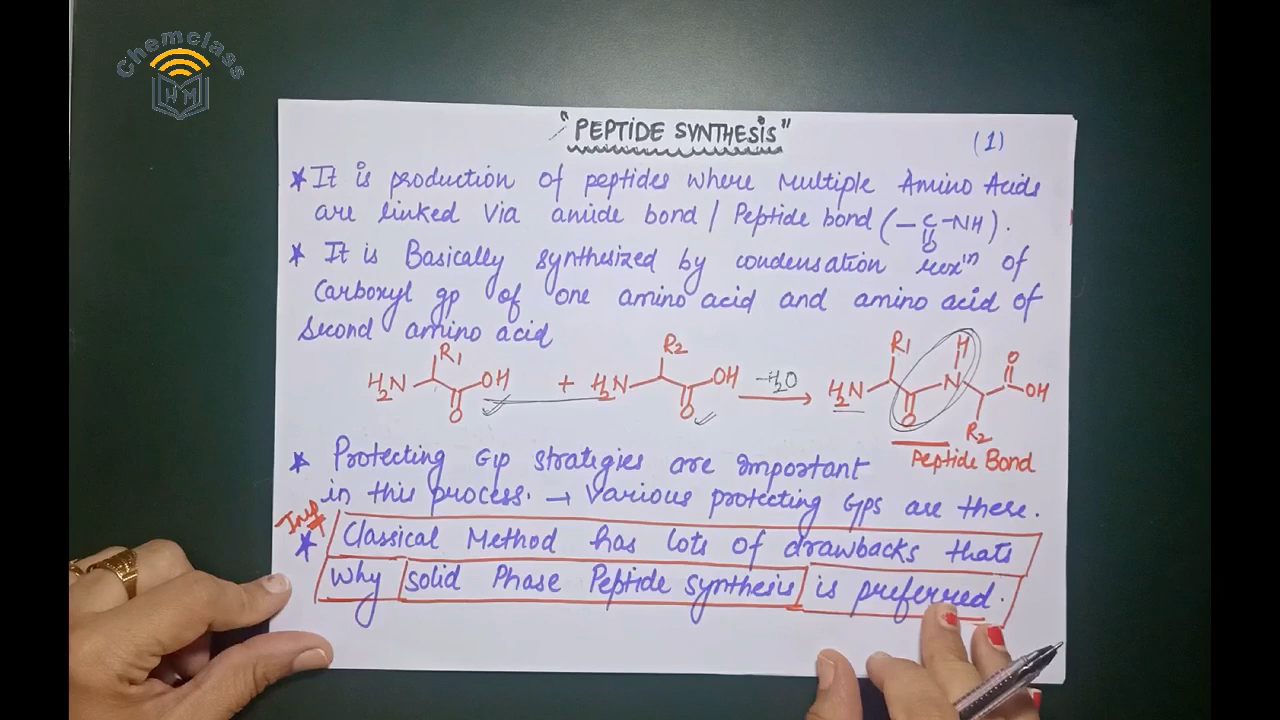 Chemclass
HM
"PEPTIDE SYNTHESIS"
(1)
★ It is production of peptides where Multiple Amino Acids
are linked Via amide bond / Peptide bond (-C-NH).
O
★ It is Basically synthesized by condensation rexⁿ of
Carboxyl gp of one amino acid and amino acid of
second amino acid
R1 R2 -H2O R1 H O
H2N OH + H2N OH H2N N OH
O O O R2
Peptide Bond
★ Protecting Gp strategies are important
in this process. → Various protecting Gps are there.
Imp
★ Classical Method has lots of drawbacks thats
why solid Phase Peptide synthesis is preferred.